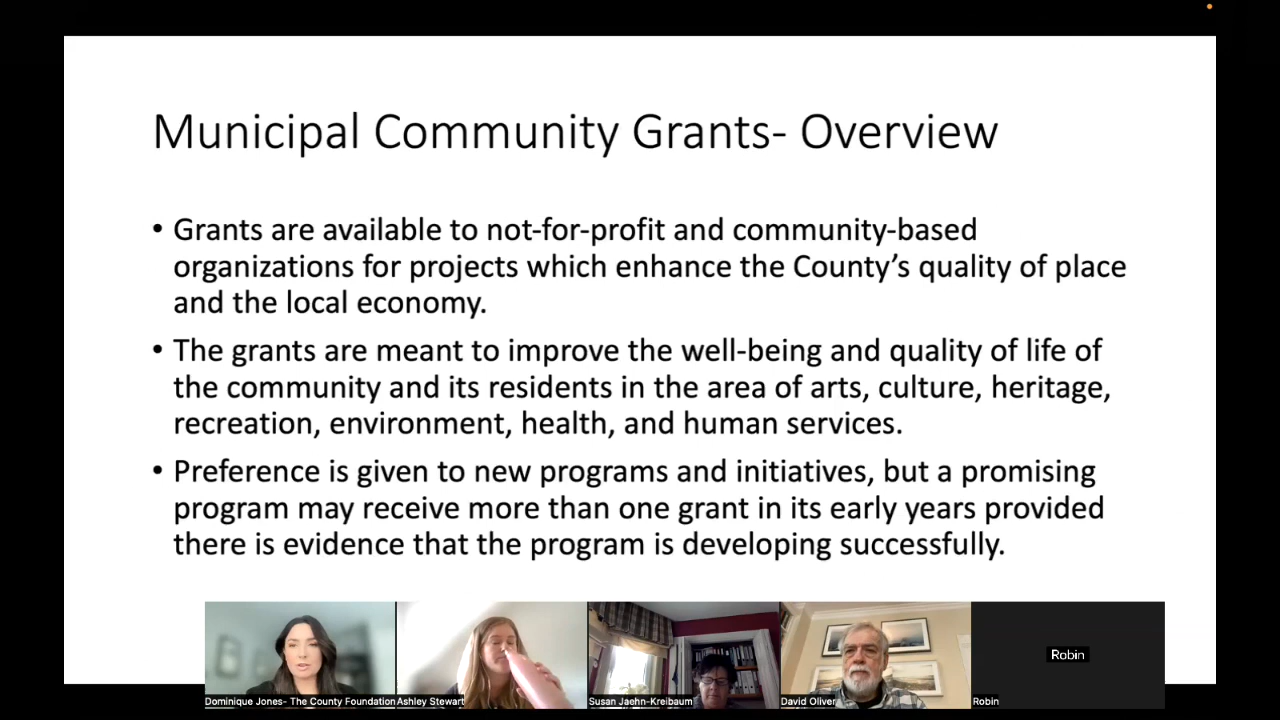 Municipal Community Grants- Overview
• Grants are available to not-for-profit and community-based
organizations for projects which enhance the County's quality of place
and the local economy.
• The grants are meant to improve the well-being and quality of life of
the community and its residents in the area of arts, culture, heritage,
recreation, environment, health, and human services.
• Preference is given to new programs and initiatives, but a promising
program may receive more than one grant in its early years provided
there is evidence that the program is developing successfully.
Robin
Dominique Jones- The County Foundation
Ashley Stewart
Susan Jaehn-Kreibaum
David Oliver
Robin